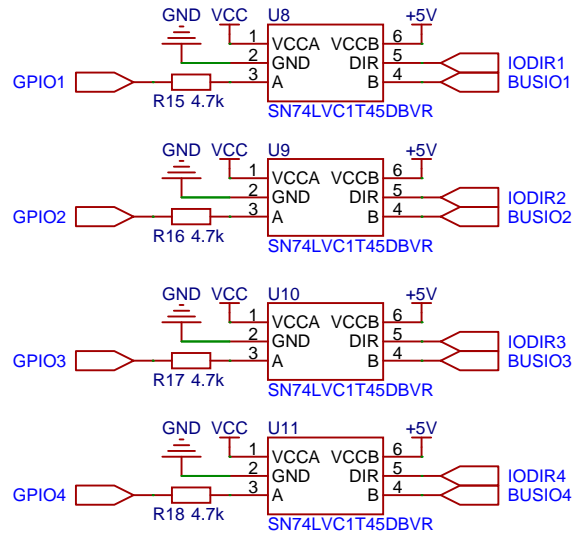 GND VCC U8 +5V
1 VCCA VCCB 6
2 GND DIR 5 IODIR1
GPIO1 3 A B 4 BUSIO1
R15 4.7k SN74LVC1T45DBVR
GND VCC U9 +5V
1 VCCA VCCB 6
2 GND DIR 5 IODIR2
GPIO2 3 A B 4 BUSIO2
R16 4.7k SN74LVC1T45DBVR
GND VCC U10 +5V
1 VCCA VCCB 6
2 GND DIR 5 IODIR3
GPIO3 3 A B 4 BUSIO3
R17 4.7k SN74LVC1T45DBVR
GND VCC U11 +5V
1 VCCA VCCB 6
2 GND DIR 5 IODIR4
GPIO4 3 A B 4 BUSIO4
R18 4.7k SN74LVC1T45DBVR